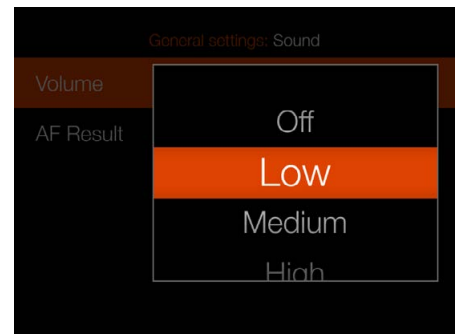 General settings: Sound
Volume
AF Result
Off
Low
Medium
High